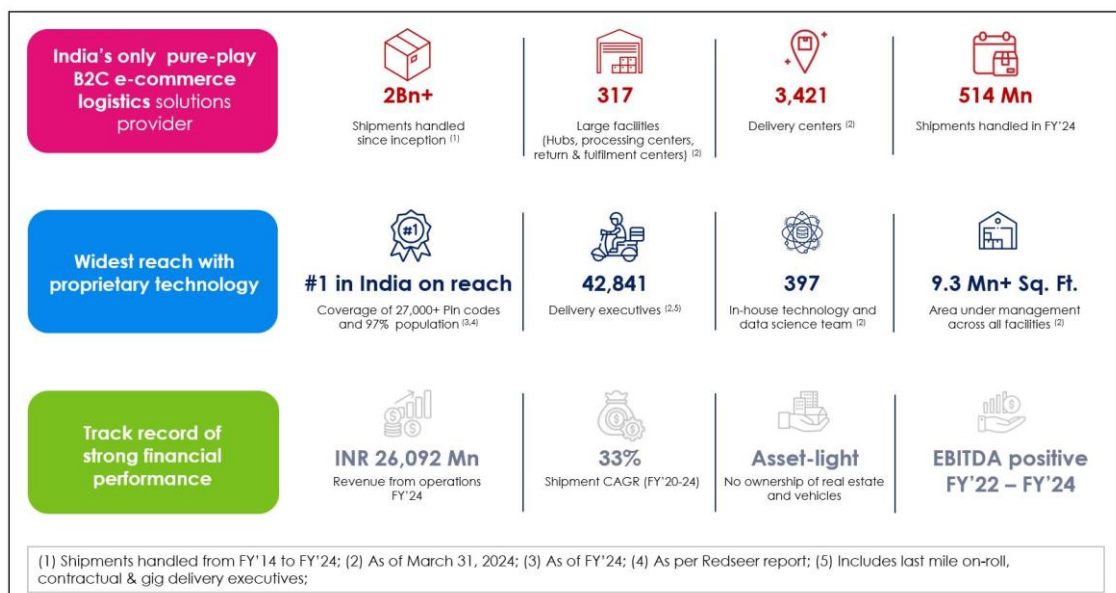 India's only pure-play
B2C e-commerce
logistics solutions
provider
2Bn+
Shipments handled
since inception (1)
317
Large facilities
(Hubs, processing centers,
return & fulfilment centers) (2)
3,421
Delivery centers (2)
514 Mn
Shipments handled in FY'24
Widest reach with
proprietary technology
#1
#1 in India on reach
Coverage of 27,000+ Pin codes
and 97% population (3,4)
42,841
Delivery executives (2,5)
397
In-house technology and
data science team (2)
9.3 Mn+ Sq. Ft.
Area under management
across all facilities (2)
Track record of
strong financial
performance
INR 26,092 Mn
Revenue from operations
FY'24
33%
Shipment CAGR (FY'20-24)
Asset-light
No ownership of real estate
and vehicles
EBITDA positive
FY'22 – FY'24
(1) Shipments handled from FY'14 to FY'24; (2) As of March 31, 2024; (3) As of FY'24; (4) As per Redseer report; (5) Includes last mile on-roll,
contractual & gig delivery executives;